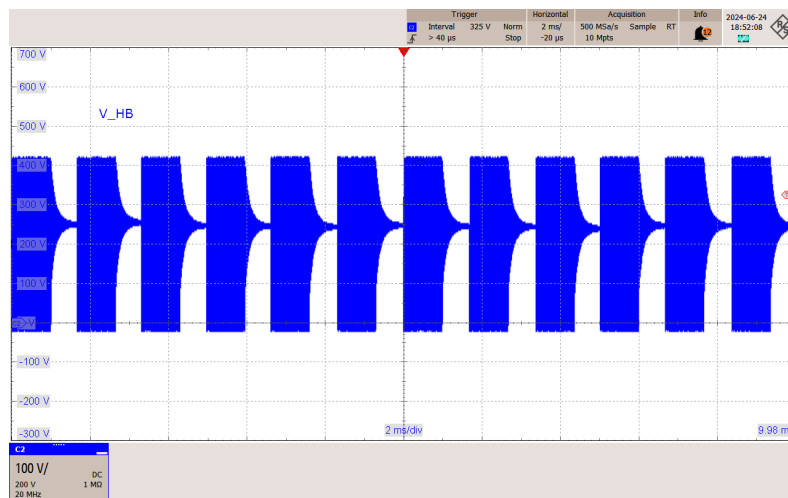 Trigger
Horizontal
Acquisition
Info
2024-06-24
18:52:08
C2
Interval 325 V Norm
> 40 µs Stop
2 ms/
-20 µs
500 MSa/s Sample RT
10 Mpts
12
R
S
700 V
600 V
V_HB
500 V
400 V
300 V
200 V
100 V
-100 V
-200 V
-300 V
2 ms/div
9.98 m
C2
100 V/
DC
200 V
1 MΩ
20 MHz